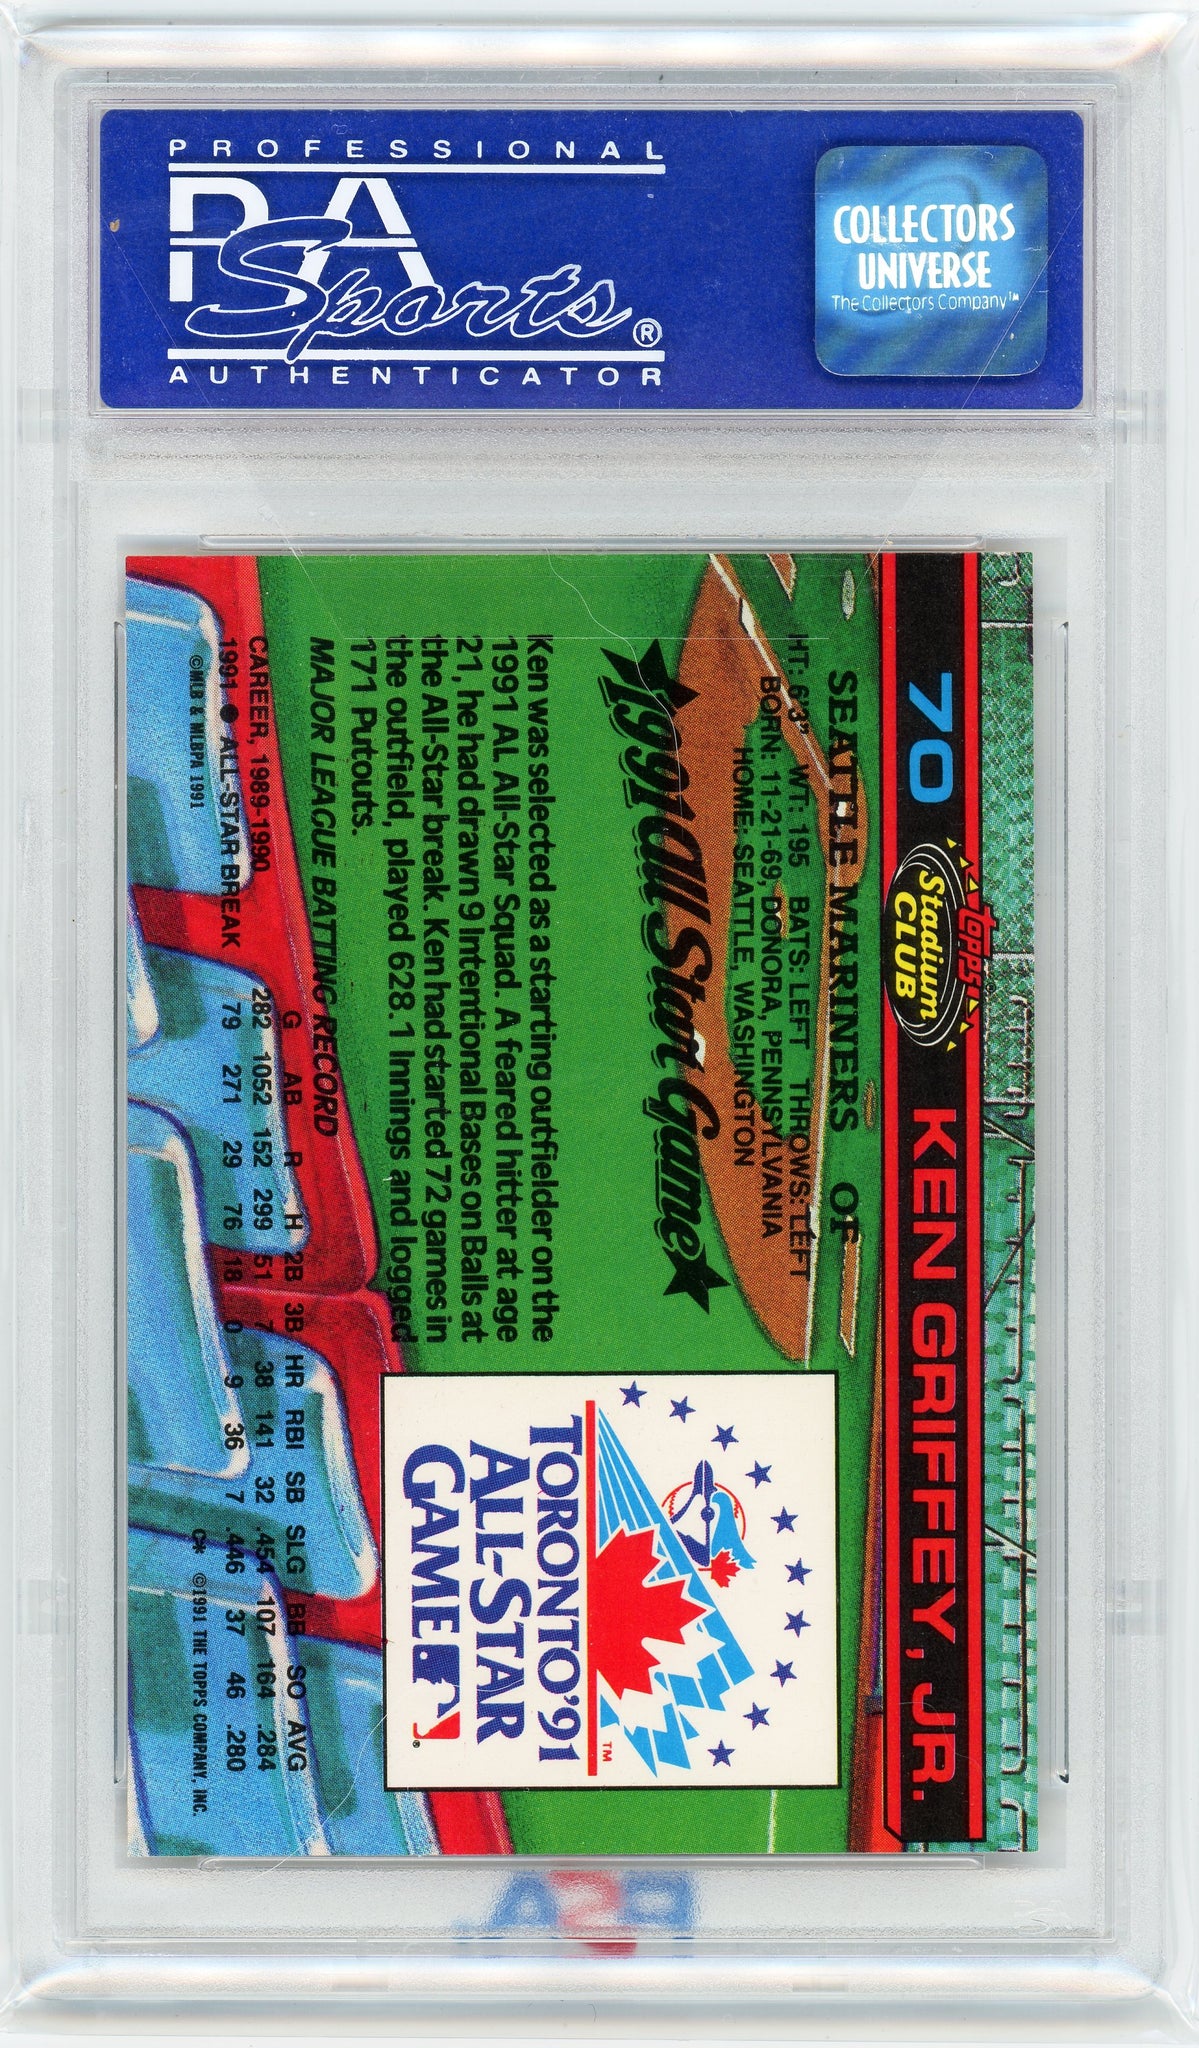 PROFESSIONAL
PSA
Sports®
AUTHENTICATOR
COLLECTORS
UNIVERSE
The Collectors Company™
70
topps®
Stadium
CLUB
KEN GRIFFEY, JR.
SEATTLE MARINERS OF
HT: 6'3" WT: 195 BATS: LEFT THROWS: LEFT
BORN: 11-21-69, DONORA, PENNSYLVANIA
HOME: SEATTLE, WASHINGTON
1991 All Star Game
Ken was selected as a starting outfielder on the
1991 AL All-Star Squad. A feared hitter at age
21, he had drawn 9 Intentional Bases on Balls at
the All-Star break. Ken had started 72 games in
the outfield, played 628.1 Innings and logged
171 Putouts.
TORONTO'91
ALL-STAR
GAME
™
®
MAJOR LEAGUE BATTING RECORD
G AB R H 2B 3B HR RBI SB SLG BB SO AVG
CAREER, 1989-1990 282 1052 152 299 51 7 38 141 32 .454 107 164 .284
1991 ● ALL-STAR BREAK 79 271 29 76 18 0 9 36 7 .446 37 46 .280
©MLB & MLBPA 1991 C* ©1991 THE TOPPS COMPANY, INC.
PSA